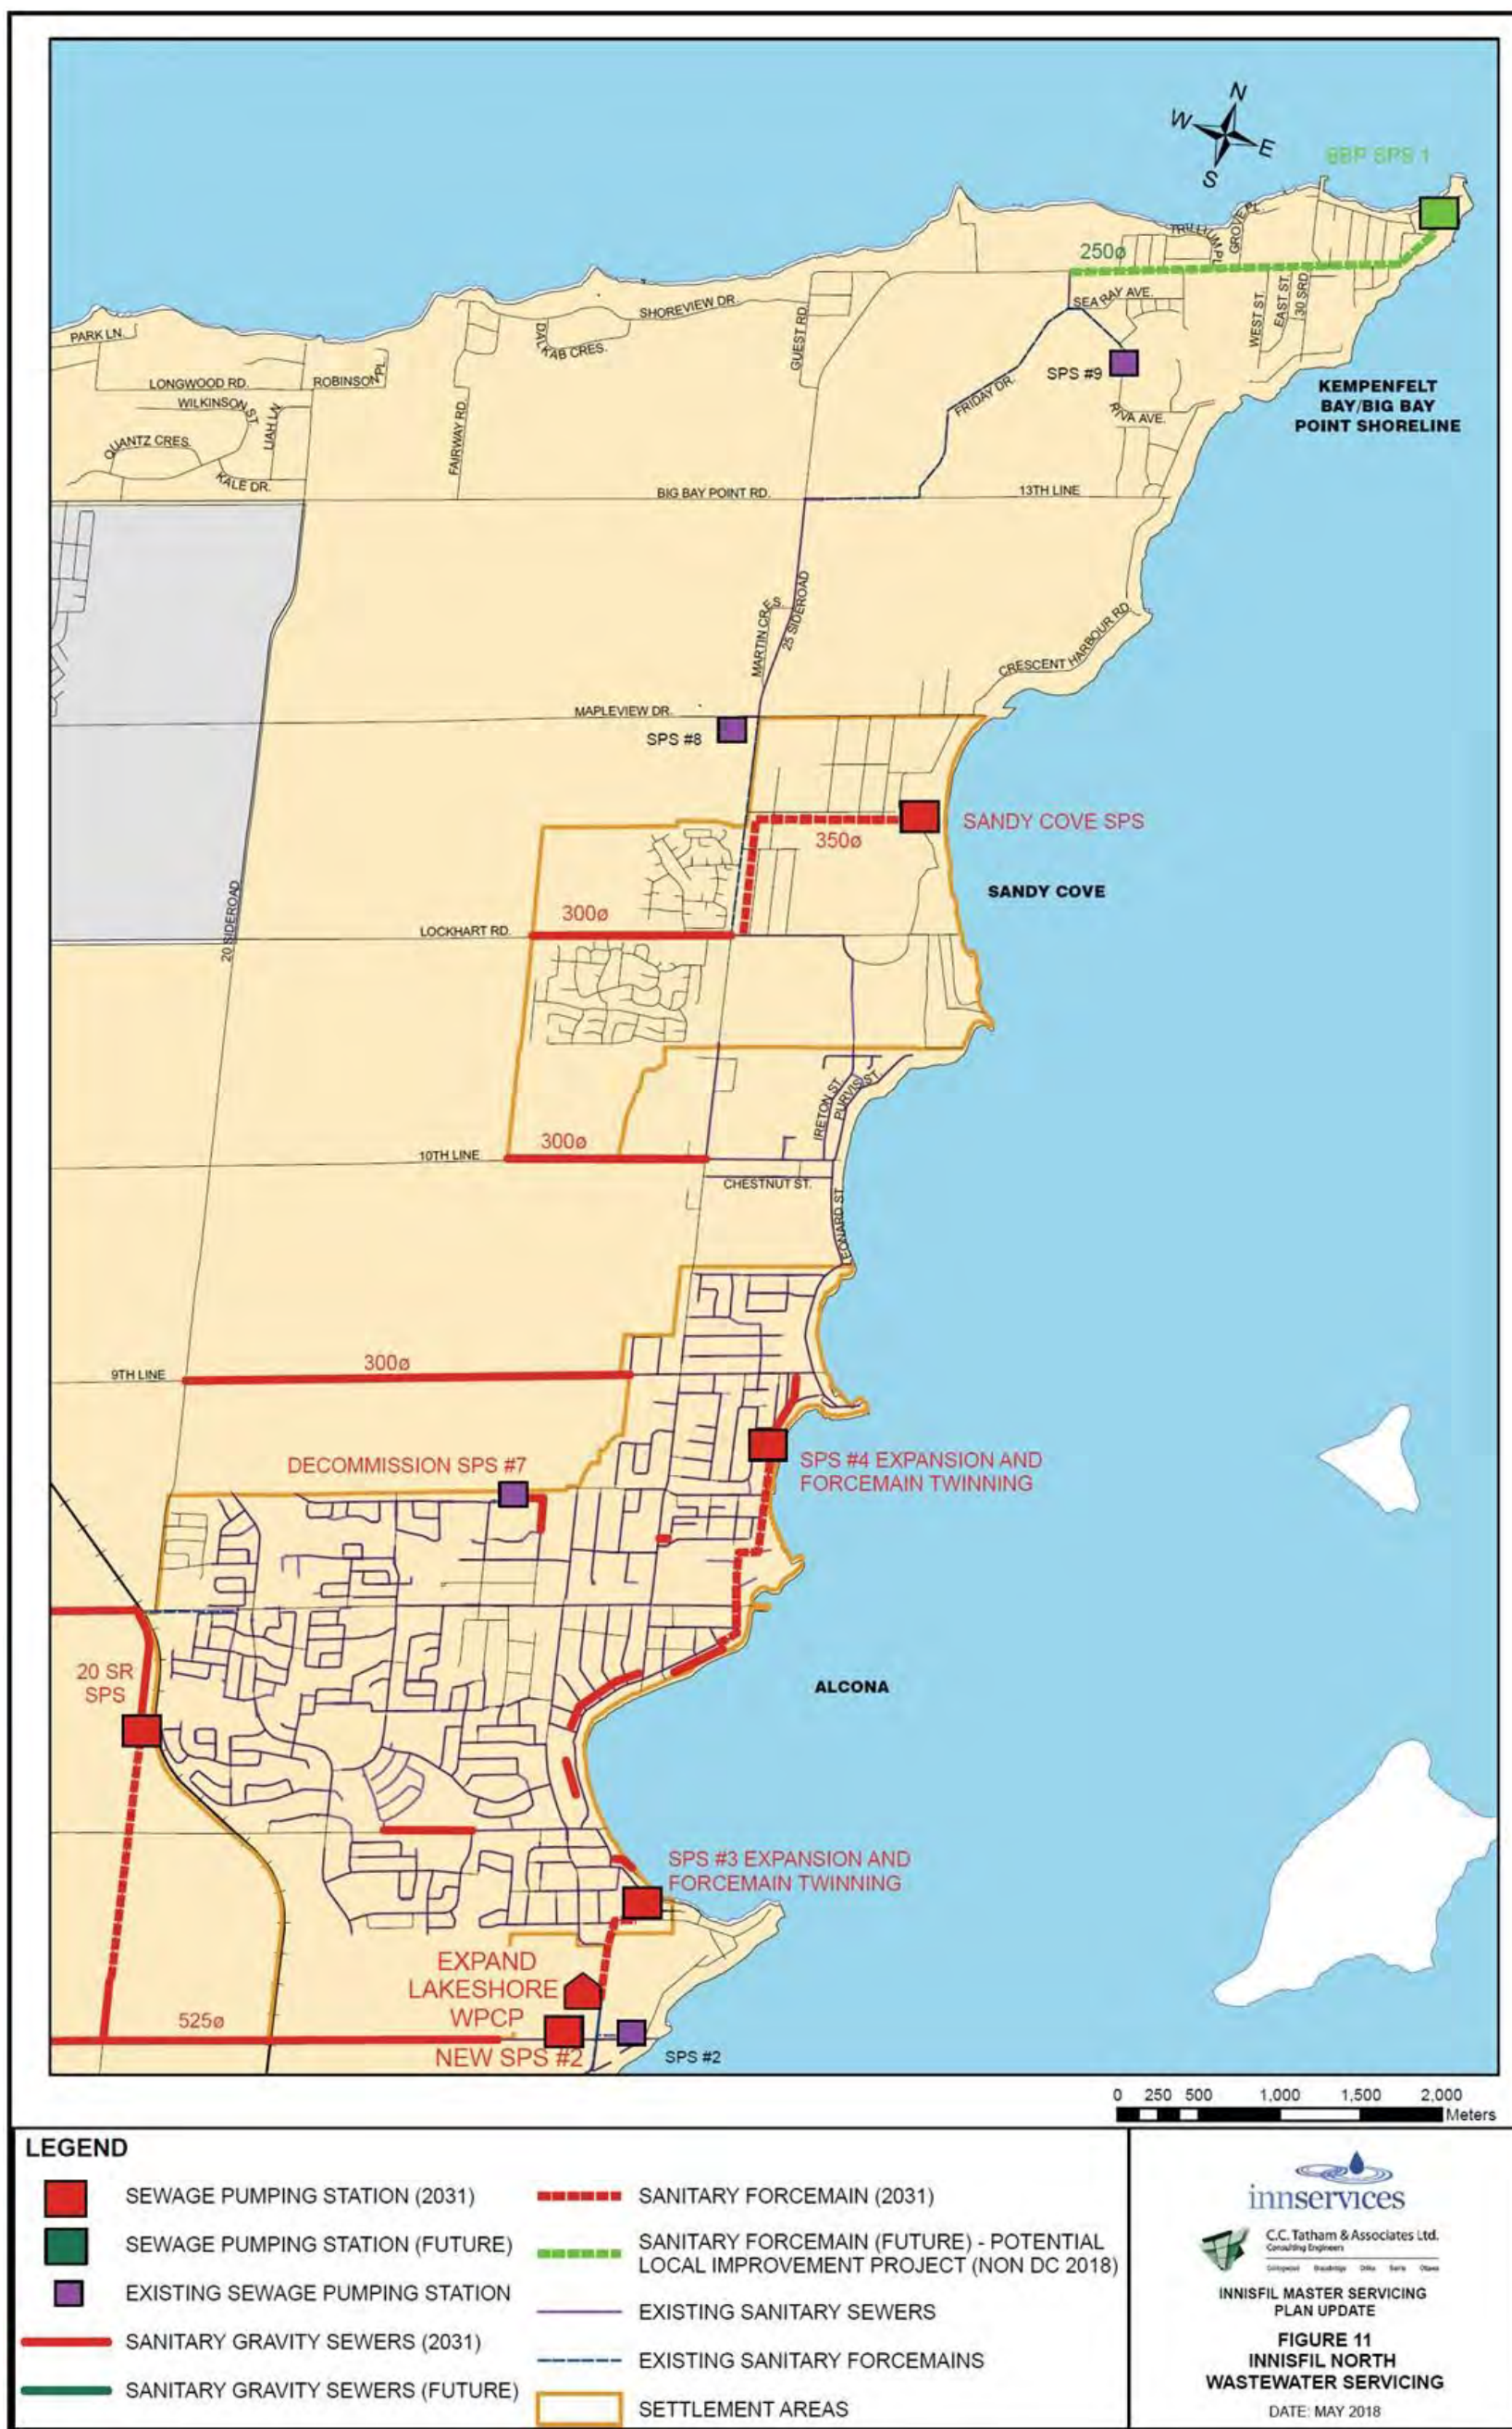 N
W
E
S
BBP SPS 1
TRILLIUM PL.
GROVE PL.
250ø
SEA RAY AVE.
WEST ST.
EAST ST.
30 SRD
SHOREVIEW DR.
GUEST RD.
PARK LN.
DAL KAB CRES.
LONGWOOD RD.
ROBINSON PL.
WILKINSON ST.
LIAH LN
QUANTZ CRES.
KALE DR.
FAIRWAY RD.
SPS #9
FRIDAY DR.
RIVA AVE.
KEMPENFELT
BAY/BIG BAY
POINT SHORELINE
BIG BAY POINT RD.
13TH LINE
MARTIN CRES.
25 SIDEROAD
CRESCENT HARBOUR RD.
MAPLEVIEW DR.
SPS #8
SANDY COVE SPS
350ø
SANDY COVE
20 SIDEROAD
300ø
LOCKHART RD.
IRETON ST.
PURVIS ST.
300ø
10TH LINE
CHESTNUT ST.
LEONARD ST.
300ø
9TH LINE
DECOMMISSION SPS #7
SPS #4 EXPANSION AND
FORCEMAIN TWINNING
20 SR
SPS
ALCONA
SPS #3 EXPANSION AND
FORCEMAIN TWINNING
EXPAND
LAKESHORE
WPCP
525ø
NEW SPS #2
SPS #2
0 250 500 1,000 1,500 2,000
Meters
LEGEND
SEWAGE PUMPING STATION (2031)
SEWAGE PUMPING STATION (FUTURE)
EXISTING SEWAGE PUMPING STATION
SANITARY GRAVITY SEWERS (2031)
SANITARY GRAVITY SEWERS (FUTURE)
SANITARY FORCEMAIN (2031)
SANITARY FORCEMAIN (FUTURE) - POTENTIAL
LOCAL IMPROVEMENT PROJECT (NON DC 2018)
EXISTING SANITARY SEWERS
EXISTING SANITARY FORCEMAINS
SETTLEMENT AREAS
innservices
C.C. Tatham & Associates Ltd.
Consulting Engineers
Collingwood Bracebridge Orillia Barrie Ottawa
INNISFIL MASTER SERVICING
PLAN UPDATE
FIGURE 11
INNISFIL NORTH
WASTEWATER SERVICING
DATE: MAY 2018